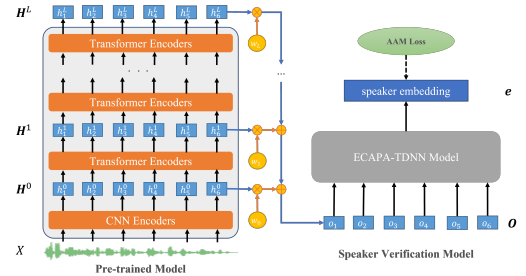 H^L h_1^L h_2^L h_3^L h_4^L h_5^L h_6^L
Transformer Encoders
w_L
. . .
...
Transformer Encoders
H^1 h_1^1 h_2^1 h_3^1 h_4^1 h_5^1 h_6^1
w_1
Transformer Encoders
H^0 h_1^0 h_2^0 h_3^0 h_4^0 h_5^0 h_6^0
w_0
CNN Encoders
X
Pre-trained Model
AAM Loss
speaker embedding e
ECAPA-TDNN Model
o_1 o_2 o_3 o_4 o_5 o_6 O
Speaker Verification Model